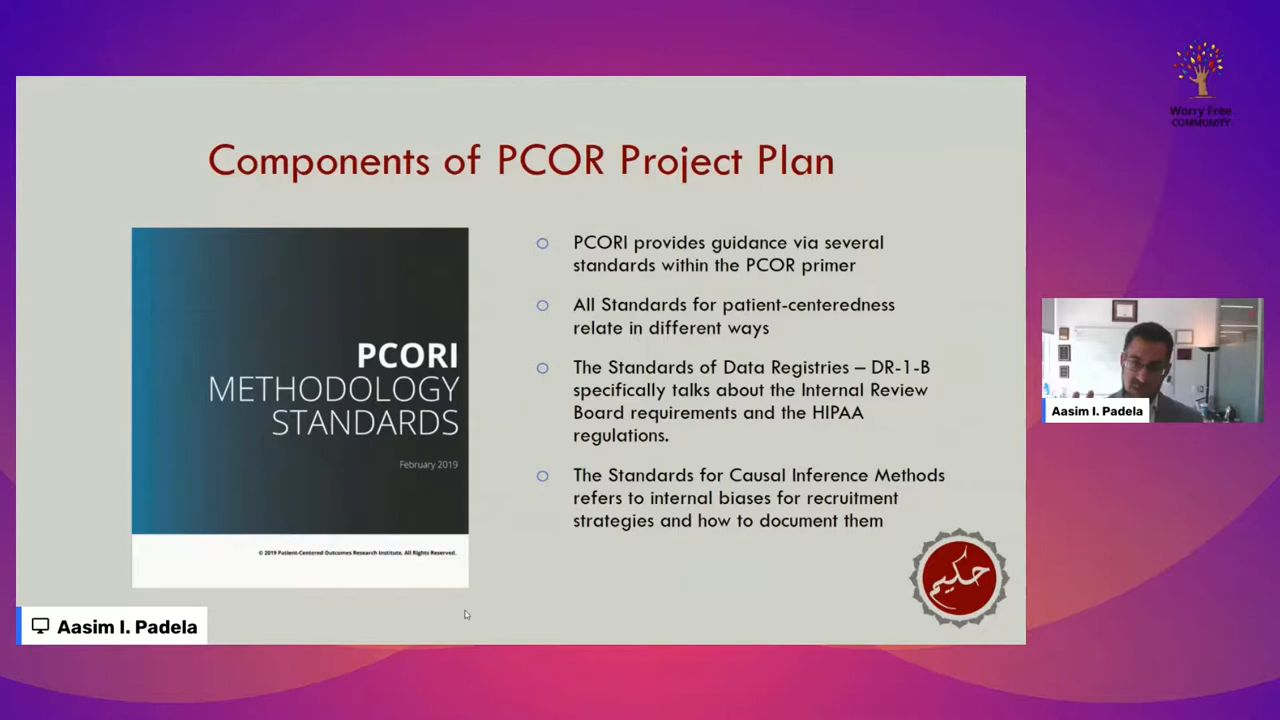 Worry Free
COMMUNITY
Components of PCOR Project Plan
PCORI
METHODOLOGY
STANDARDS
February 2019
© 2019 Patient-Centered Outcomes Research Institute. All Rights Reserved.
PCORI provides guidance via several
standards within the PCOR primer
All Standards for patient-centeredness
relate in different ways
The Standards of Data Registries – DR-1-B
specifically talks about the Internal Review
Board requirements and the HIPAA
regulations.
The Standards for Causal Inference Methods
refers to internal biases for recruitment
strategies and how to document them
حكيم
Aasim I. Padela
Aasim I. Padela